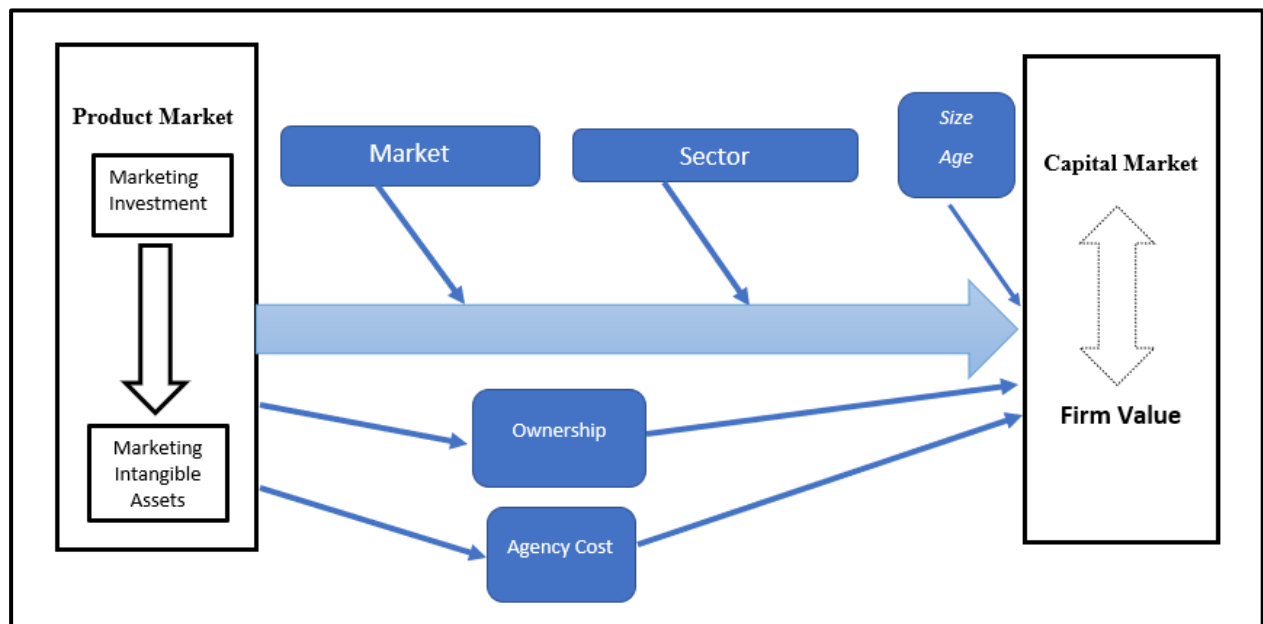 Product Market
Marketing
Investment
Marketing
Intangible
Assets
Market
Sector
Size
Age
Ownership
Agency Cost
Capital Market
Firm Value